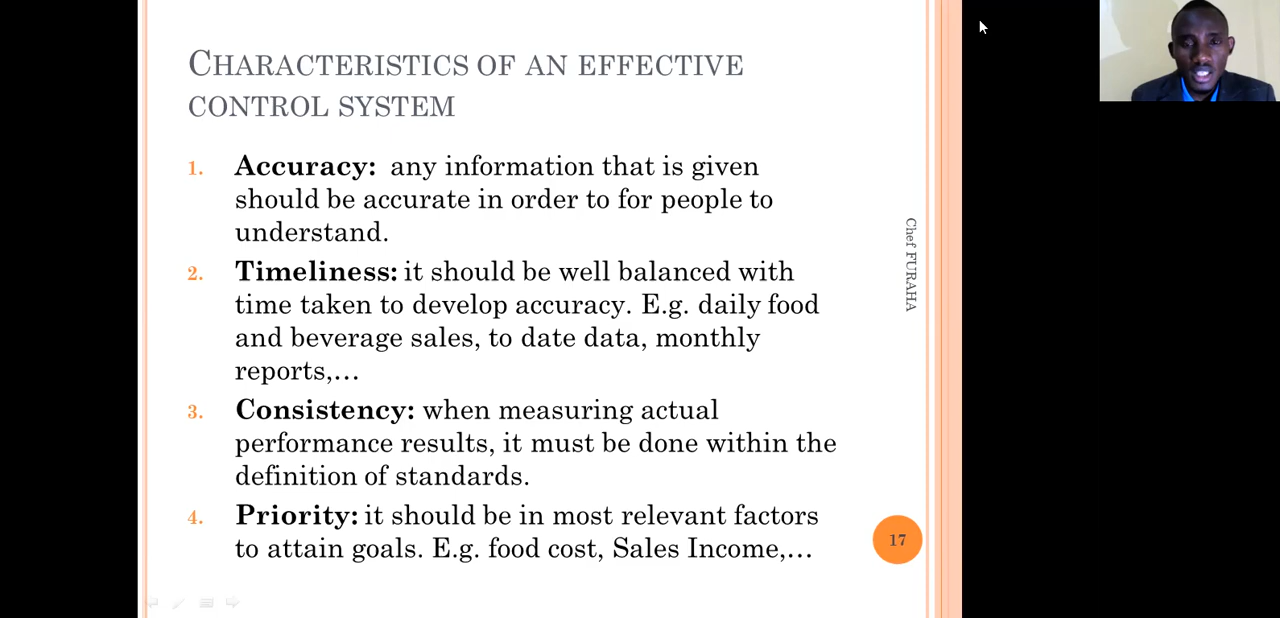 CHARACTERISTICS OF AN EFFECTIVE
CONTROL SYSTEM
1. Accuracy: any information that is given
should be accurate in order to for people to
understand.
2. Timeliness: it should be well balanced with
time taken to develop accuracy. E.g. daily food
and beverage sales, to date data, monthly
reports,…
3. Consistency: when measuring actual
performance results, it must be done within the
definition of standards.
4. Priority: it should be in most relevant factors
to attain goals. E.g. food cost, Sales Income,…
Chef FURAHA
17